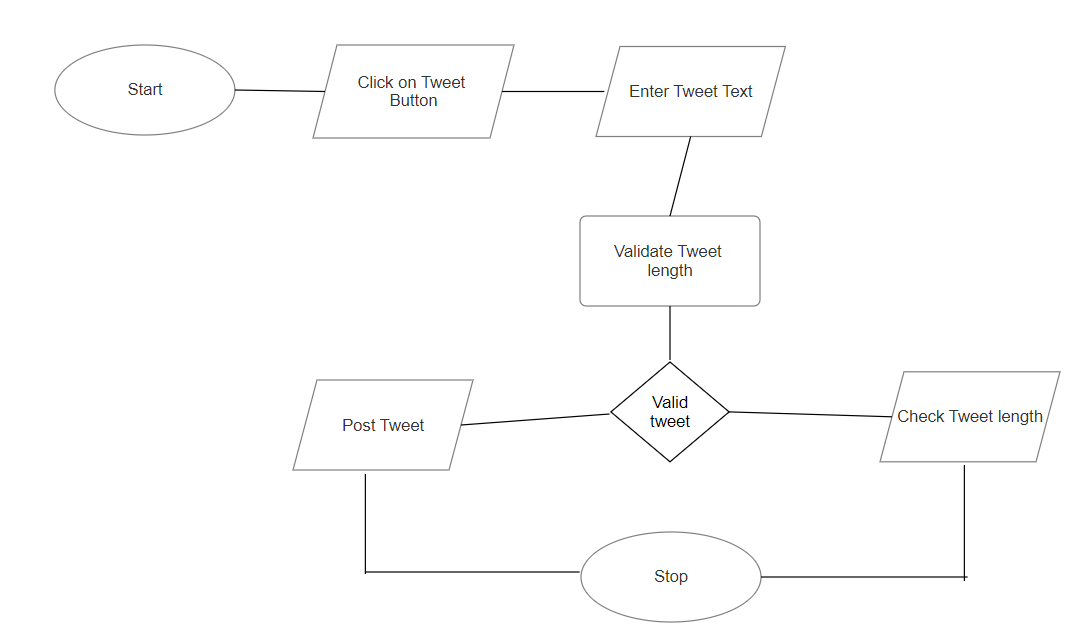 Start
Click on Tweet
Button
Enter Tweet Text
Validate Tweet
length
Valid
tweet
Post Tweet
Check Tweet length
Stop